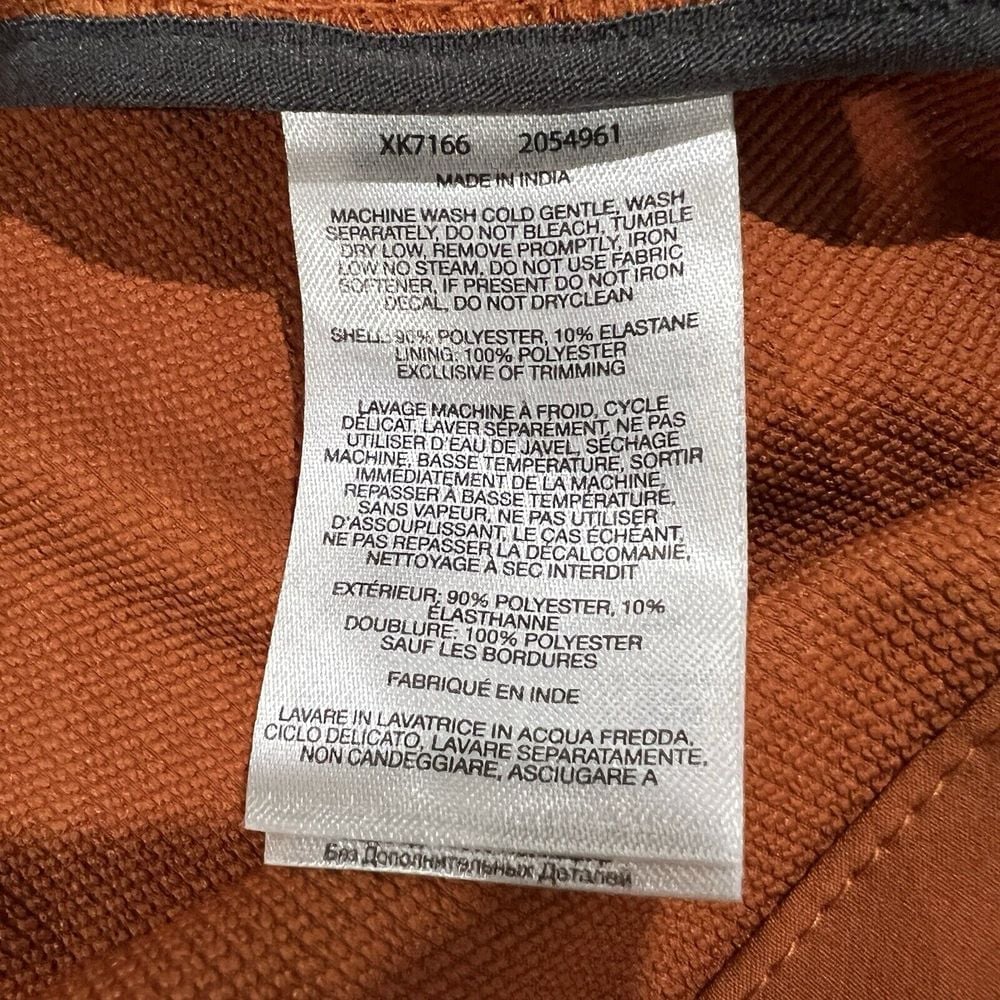 XK7166 2054961
MADE IN INDIA
MACHINE WASH COLD GENTLE, WASH
SEPARATELY, DO NOT BLEACH, TUMBLE
DRY LOW, REMOVE PROMPTLY, IRON
LOW NO STEAM, DO NOT USE FABRIC
SOFTENER, IF PRESENT DO NOT IRON
DECAL, DO NOT DRYCLEAN
SHELL: 90% POLYESTER, 10% ELASTANE
LINING: 100% POLYESTER
EXCLUSIVE OF TRIMMING
LAVAGE MACHINE À FROID, CYCLE
DÉLICAT, LAVER SÉPARÉMENT, NE PAS
UTILISER D'EAU DE JAVEL, SÉCHAGE
MACHINE, BASSE TEMPÉRATURE, SORTIR
IMMÉDIATEMENT DE LA MACHINE,
REPASSER À BASSE TEMPÉRATURE,
SANS VAPEUR, NE PAS UTILISER
D'ASSOUPLISSANT, LE CAS ÉCHÉANT,
NE PAS REPASSER LA DÉCALCOMANIE,
NETTOYAGE À SEC INTERDIT
EXTÉRIEUR: 90% POLYESTER, 10%
ÉLASTHANNE
DOUBLURE: 100% POLYESTER
SAUF LES BORDURES
FABRIQUÉ EN INDE
LAVARE IN LAVATRICE IN ACQUA FREDDA,
CICLO DELICATO, LAVARE SEPARATAMENTE,
NON CANDEGGIARE, ASCIUGARE A
Без Дополнительных Деталей